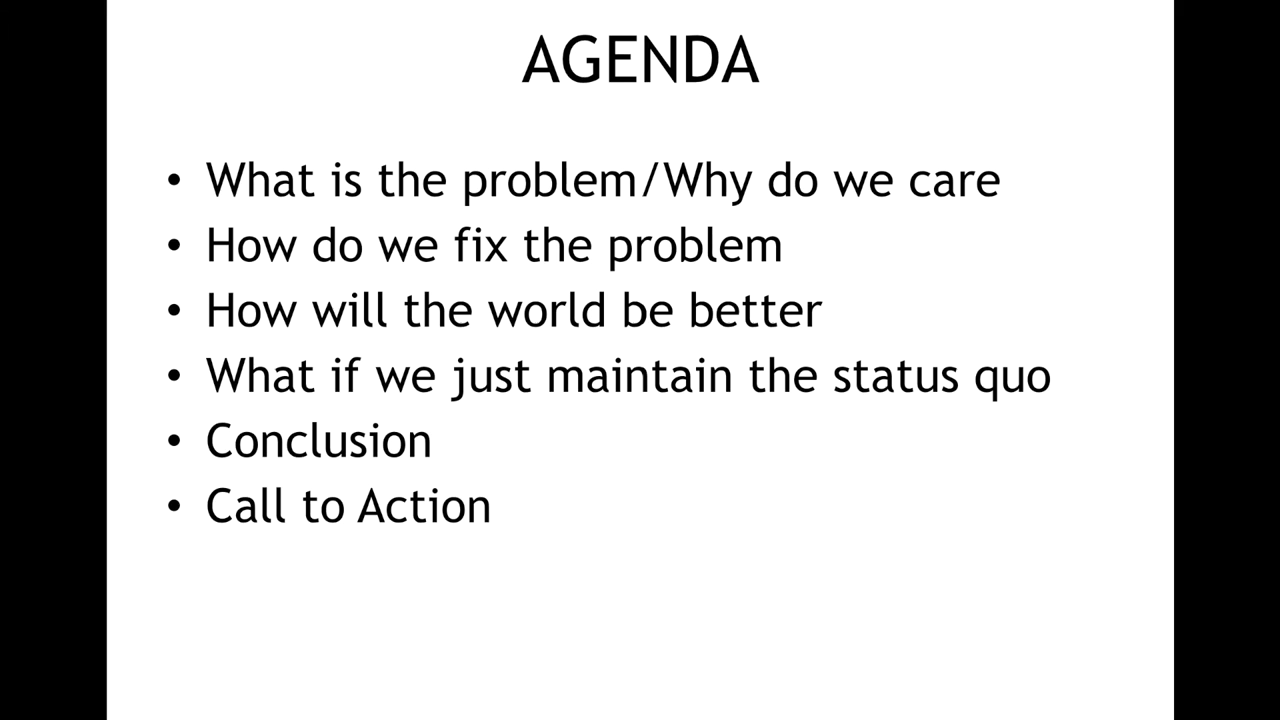 AGENDA
• What is the problem/Why do we care
• How do we fix the problem
• How will the world be better
• What if we just maintain the status quo
• Conclusion
• Call to Action